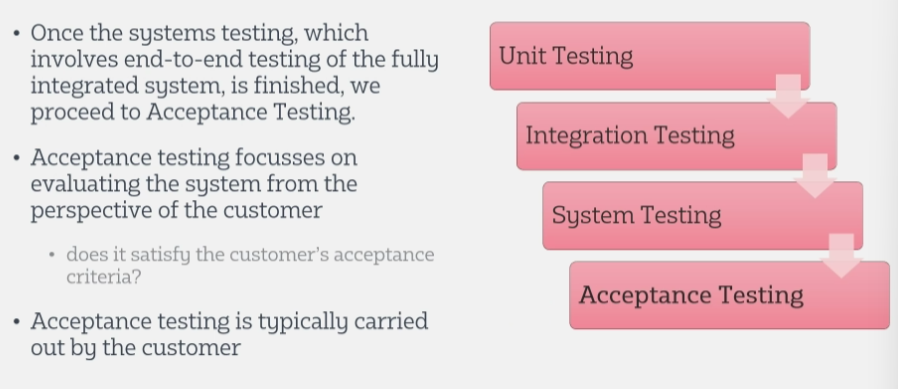 • Once the systems testing, which
involves end-to-end testing of the fully
integrated system, is finished, we
proceed to Acceptance Testing.
• Acceptance testing focusses on
evaluating the system from the
perspective of the customer
• does it satisfy the customer's acceptance
criteria?
• Acceptance testing is typically carried
out by the customer
Unit Testing
Integration Testing
System Testing
Acceptance Testing